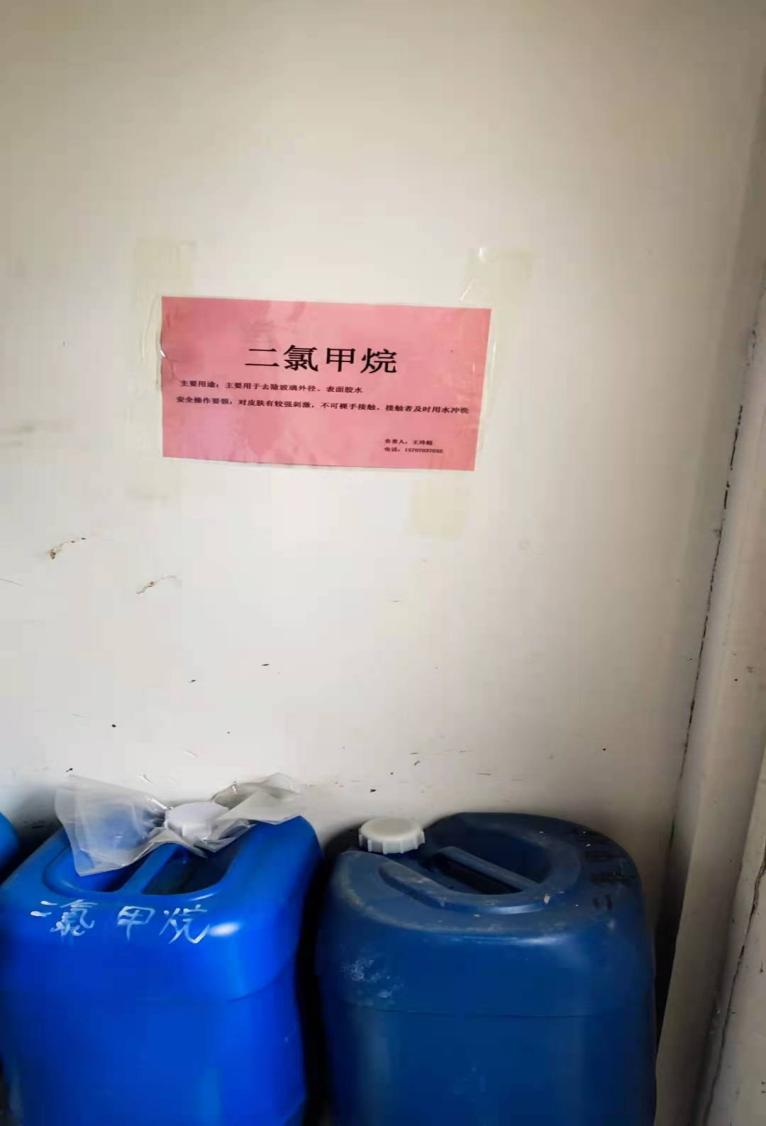 二氯甲烷
主要用途：主要用于去除玻璃外径、表面胶水
安全操作要领：对皮肤有较强刺激，不可裸手接触，接触者及时用水冲洗
负责人：王
电话：
二氯甲烷